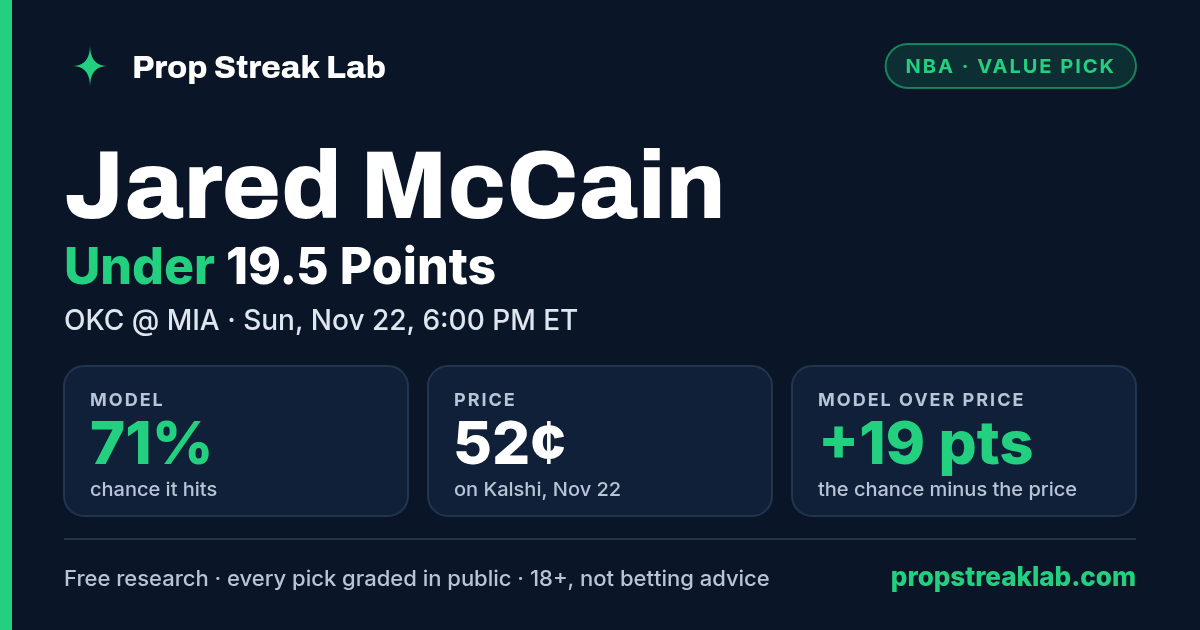 Prop Streak Lab
NBA · VALUE PICK
Jared McCain
Under 19.5 Points
OKC @ MIA · Sun, Nov 22, 6:00 PM ET
MODEL
71%
chance it hits
PRICE
52¢
on Kalshi, Nov 22
MODEL OVER PRICE
+19 pts
the chance minus the price
Free research · every pick graded in public · 18+, not betting advice
propstreaklab.com